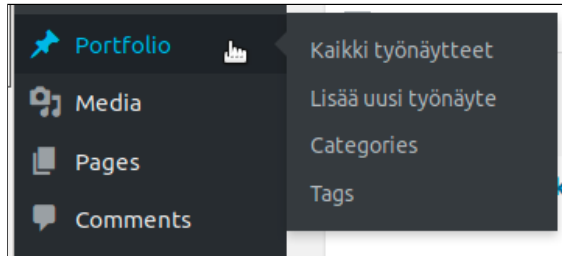 Portfolio
Media
Pages
Comments
Kaikki työnäytteet
Lisää uusi työnäyte
Categories
Tags